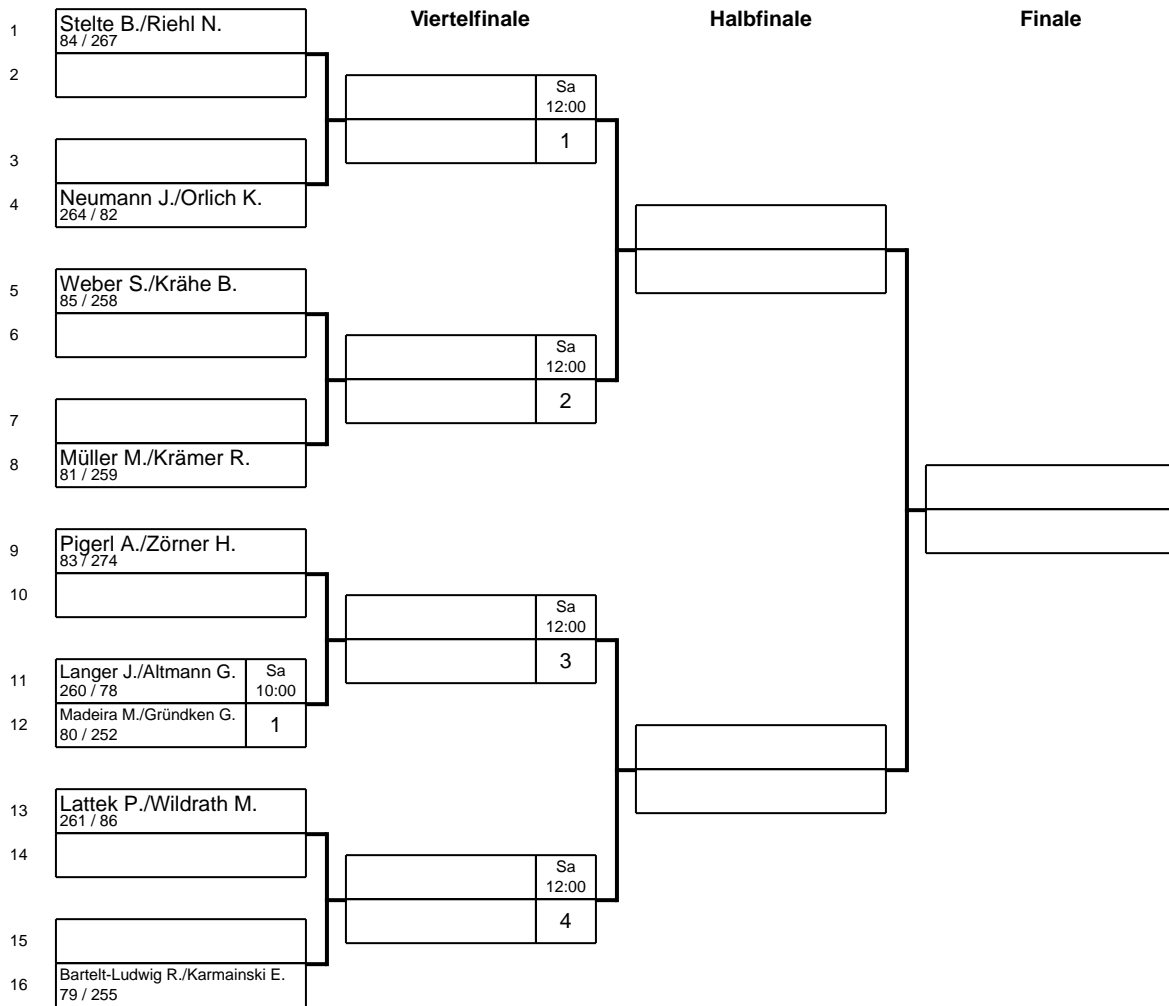 Viertelfinale
Halbfinale
Finale
1
Stelte B./Riehl N.
84 / 267
2
Sa
12:00
1
3
4
Neumann J./Orlich K.
264 / 82
5
Weber S./Krähe B.
85 / 258
6
Sa
12:00
2
7
8
Müller M./Krämer R.
81 / 259
9
Pigerl A./Zörner H.
83 / 274
10
Sa
12:00
3
11
Langer J./Altmann G.
260 / 78
Sa
10:00
12
Madeira M./Gründken G.
80 / 252
1
13
Lattek P./Wildrath M.
261 / 86
14
Sa
12:00
4
15
16
Bartelt-Ludwig R./Karmainski E.
79 / 255